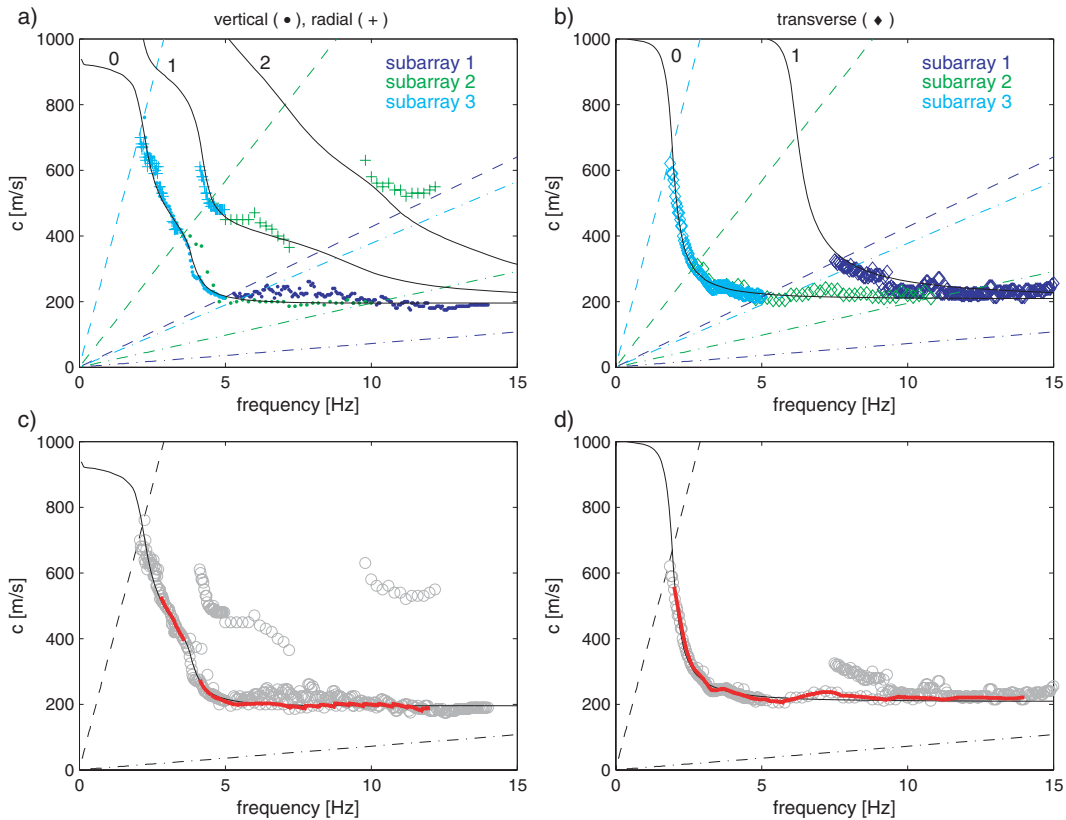 a)
vertical ( • ), radial ( + )
1000
800
600
400
200
0
c [m/s]
0
1
2
subarray 1
subarray 2
subarray 3
0 5 10 15
frequency [Hz]
b)
transverse ( ♦ )
1000
800
600
400
200
0
c [m/s]
0
1
subarray 1
subarray 2
subarray 3
0 5 10 15
frequency [Hz]
c)
1000
800
600
400
200
0
c [m/s]
0 5 10 15
frequency [Hz]
d)
1000
800
600
400
200
0
c [m/s]
0 5 10 15
frequency [Hz]